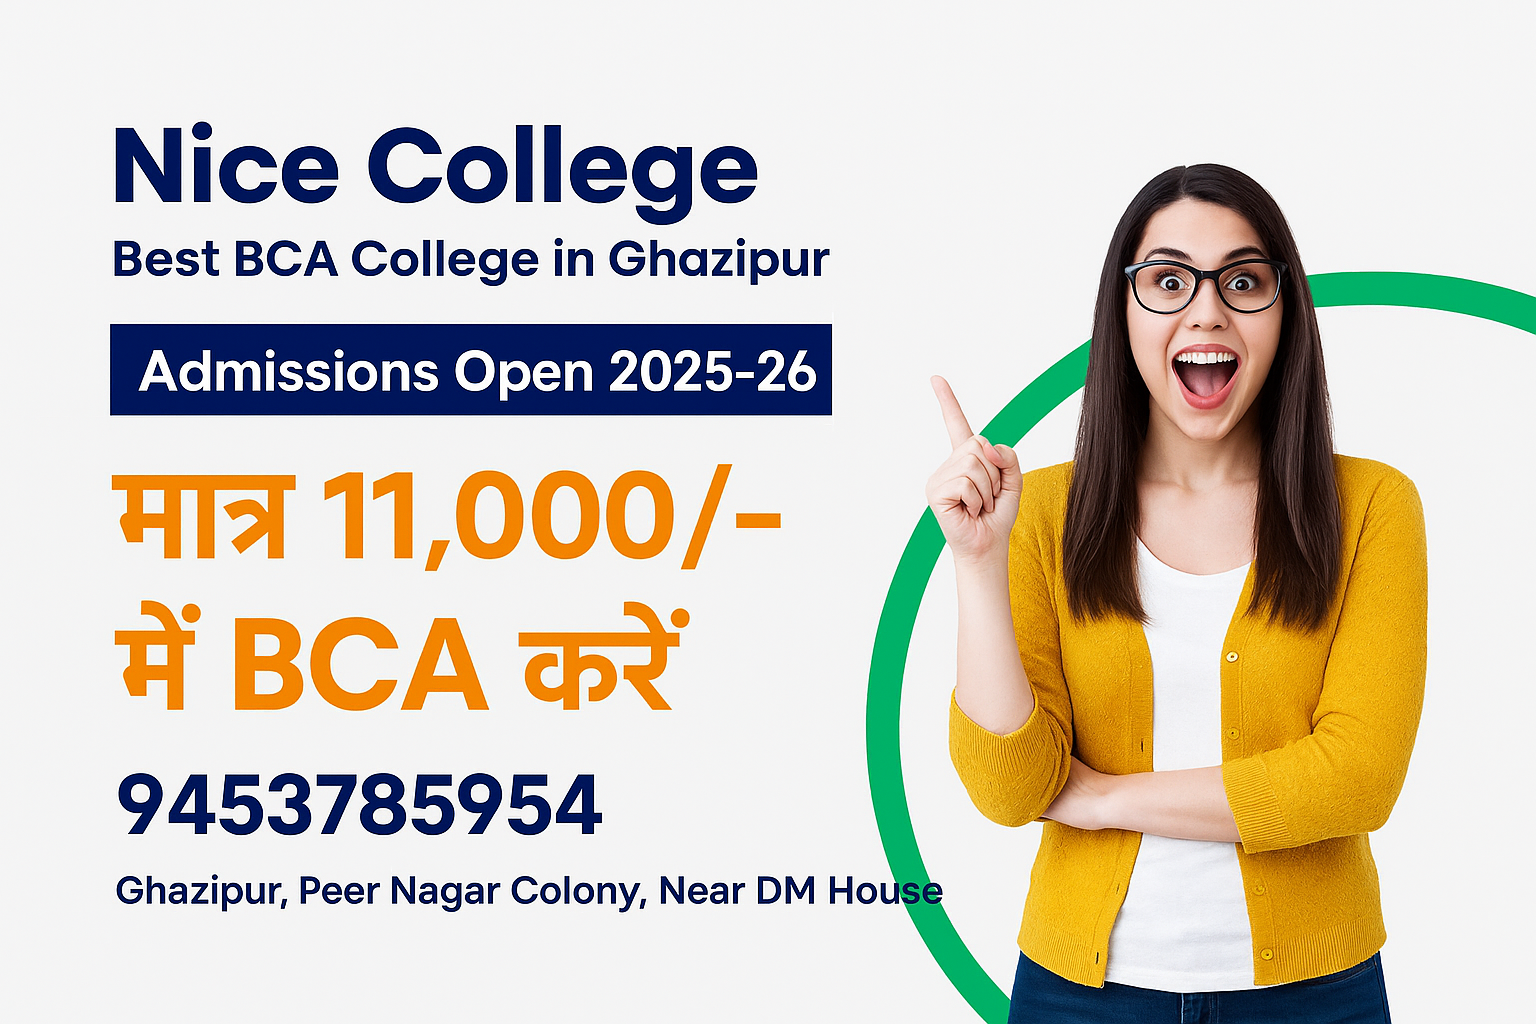 Nice College
Best BCA College in Ghazipur
Admissions Open 2025-26
मात्र 11,000/-
में BCA करें
9453785954
Ghazipur, Peer Nagar Colony, Near DM House